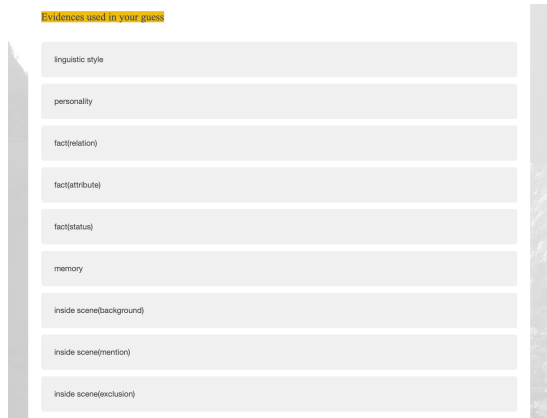 Evidences used in your guess
linguistic style
personality
fact(relation)
fact(attribute)
fact(status)
memory
inside scene(background)
inside scene(mention)
inside scene(exclusion)